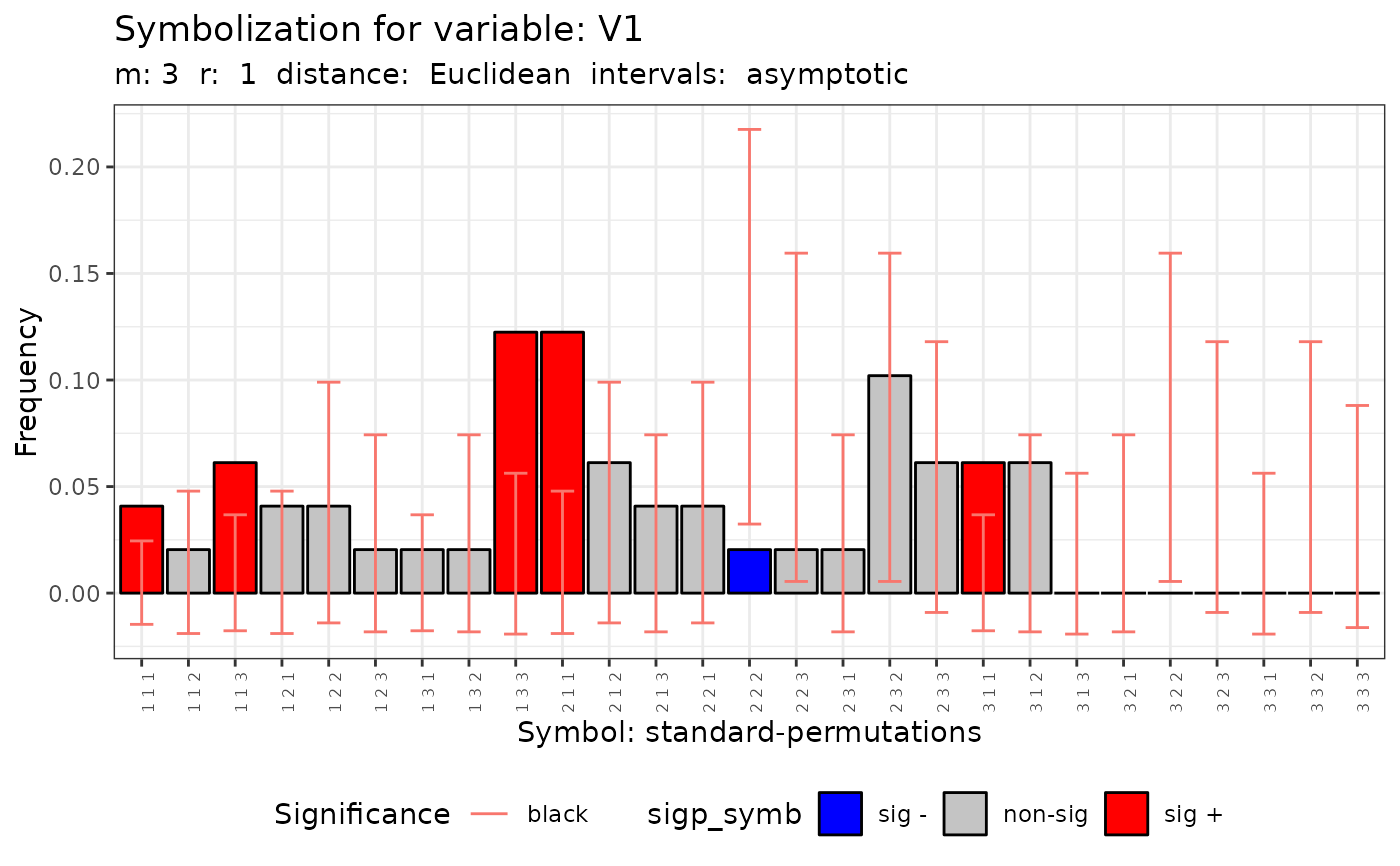 Symbolization for variable: V1
m: 3 r: 1 distance: Euclidean intervals: asymptotic
Frequency
0.20
0.15
0.10
0.05
0.00
1 1 1
1 1 2
1 1 3
1 2 1
1 2 2
1 2 3
1 3 1
1 3 2
1 3 3
2 1 1
2 1 2
2 1 3
2 2 1
2 2 2
2 2 3
2 3 1
2 3 2
2 3 3
3 1 1
3 1 2
3 1 3
3 2 1
3 2 2
3 2 3
3 3 1
3 3 2
3 3 3
Symbol: standard-permutations
Significance black sigp_symb sig - non-sig sig +